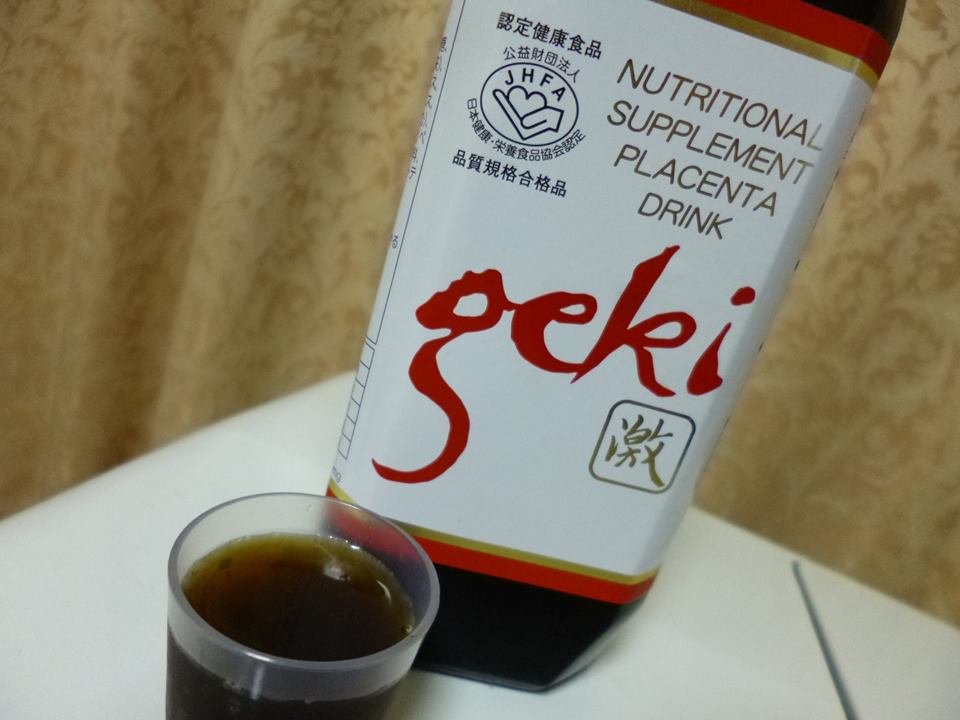 認定健康食品
公益財団法人
JHFA
日本健康・栄養食品協会認定
品質規格合格品
NUTRITIONAL
SUPPLEMENT
PLACENTA
DRINK
geki
激